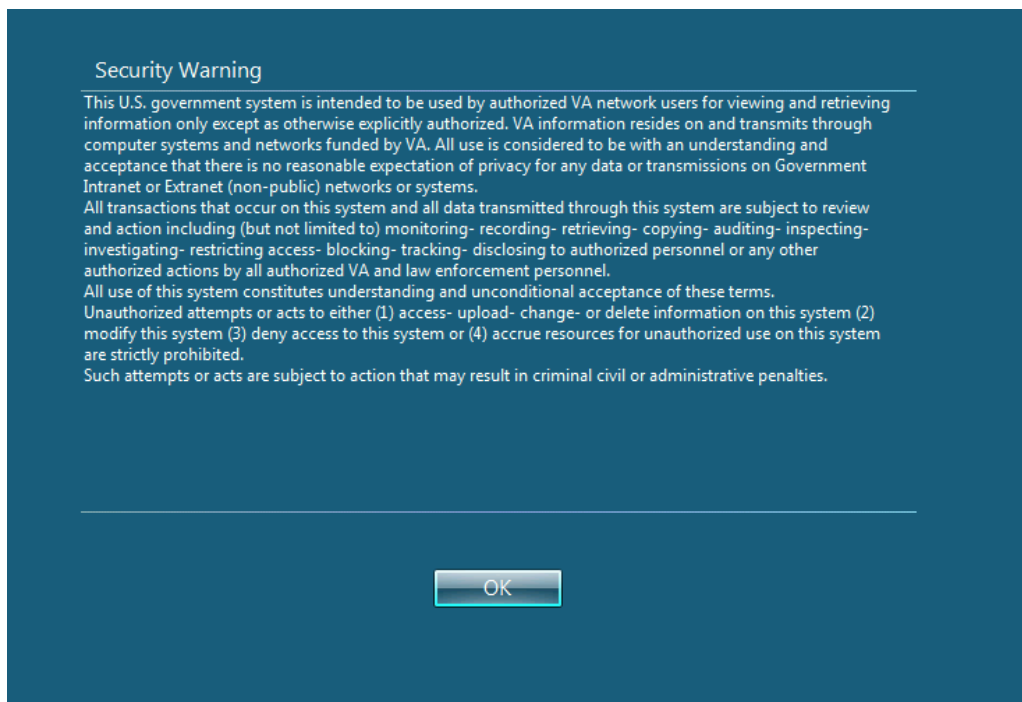 Security Warning
This U.S. government system is intended to be used by authorized VA network users for viewing and retrieving
information only except as otherwise explicitly authorized. VA information resides on and transmits through
computer systems and networks funded by VA. All use is considered to be with an understanding and
acceptance that there is no reasonable expectation of privacy for any data or transmissions on Government
Intranet or Extranet (non-public) networks or systems.
All transactions that occur on this system and all data transmitted through this system are subject to review
and action including (but not limited to) monitoring- recording- retrieving- copying- auditing- inspecting-
investigating- restricting access- blocking- tracking- disclosing to authorized personnel or any other
authorized actions by all authorized VA and law enforcement personnel.
All use of this system constitutes understanding and unconditional acceptance of these terms.
Unauthorized attempts or acts to either (1) access- upload- change- or delete information on this system (2)
modify this system (3) deny access to this system or (4) accrue resources for unauthorized use on this system
are strictly prohibited.
Such attempts or acts are subject to action that may result in criminal civil or administrative penalties.
OK